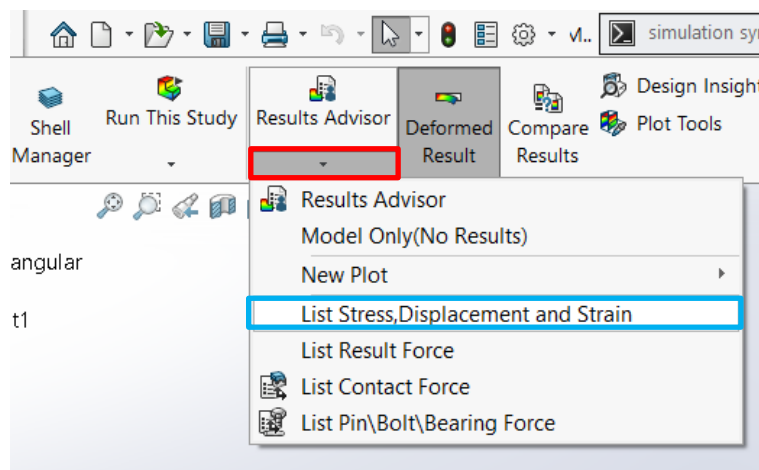 simulation
Shell
Manager
Run This Study
Results Advisor
Deformed
Result
Compare
Results
Design Insight
Plot Tools
Results Advisor
Model Only(No Results)
New Plot
List Stress,Displacement and Strain
List Result Force
List Contact Force
List Pin\Bolt\Bearing Force
angular
t1